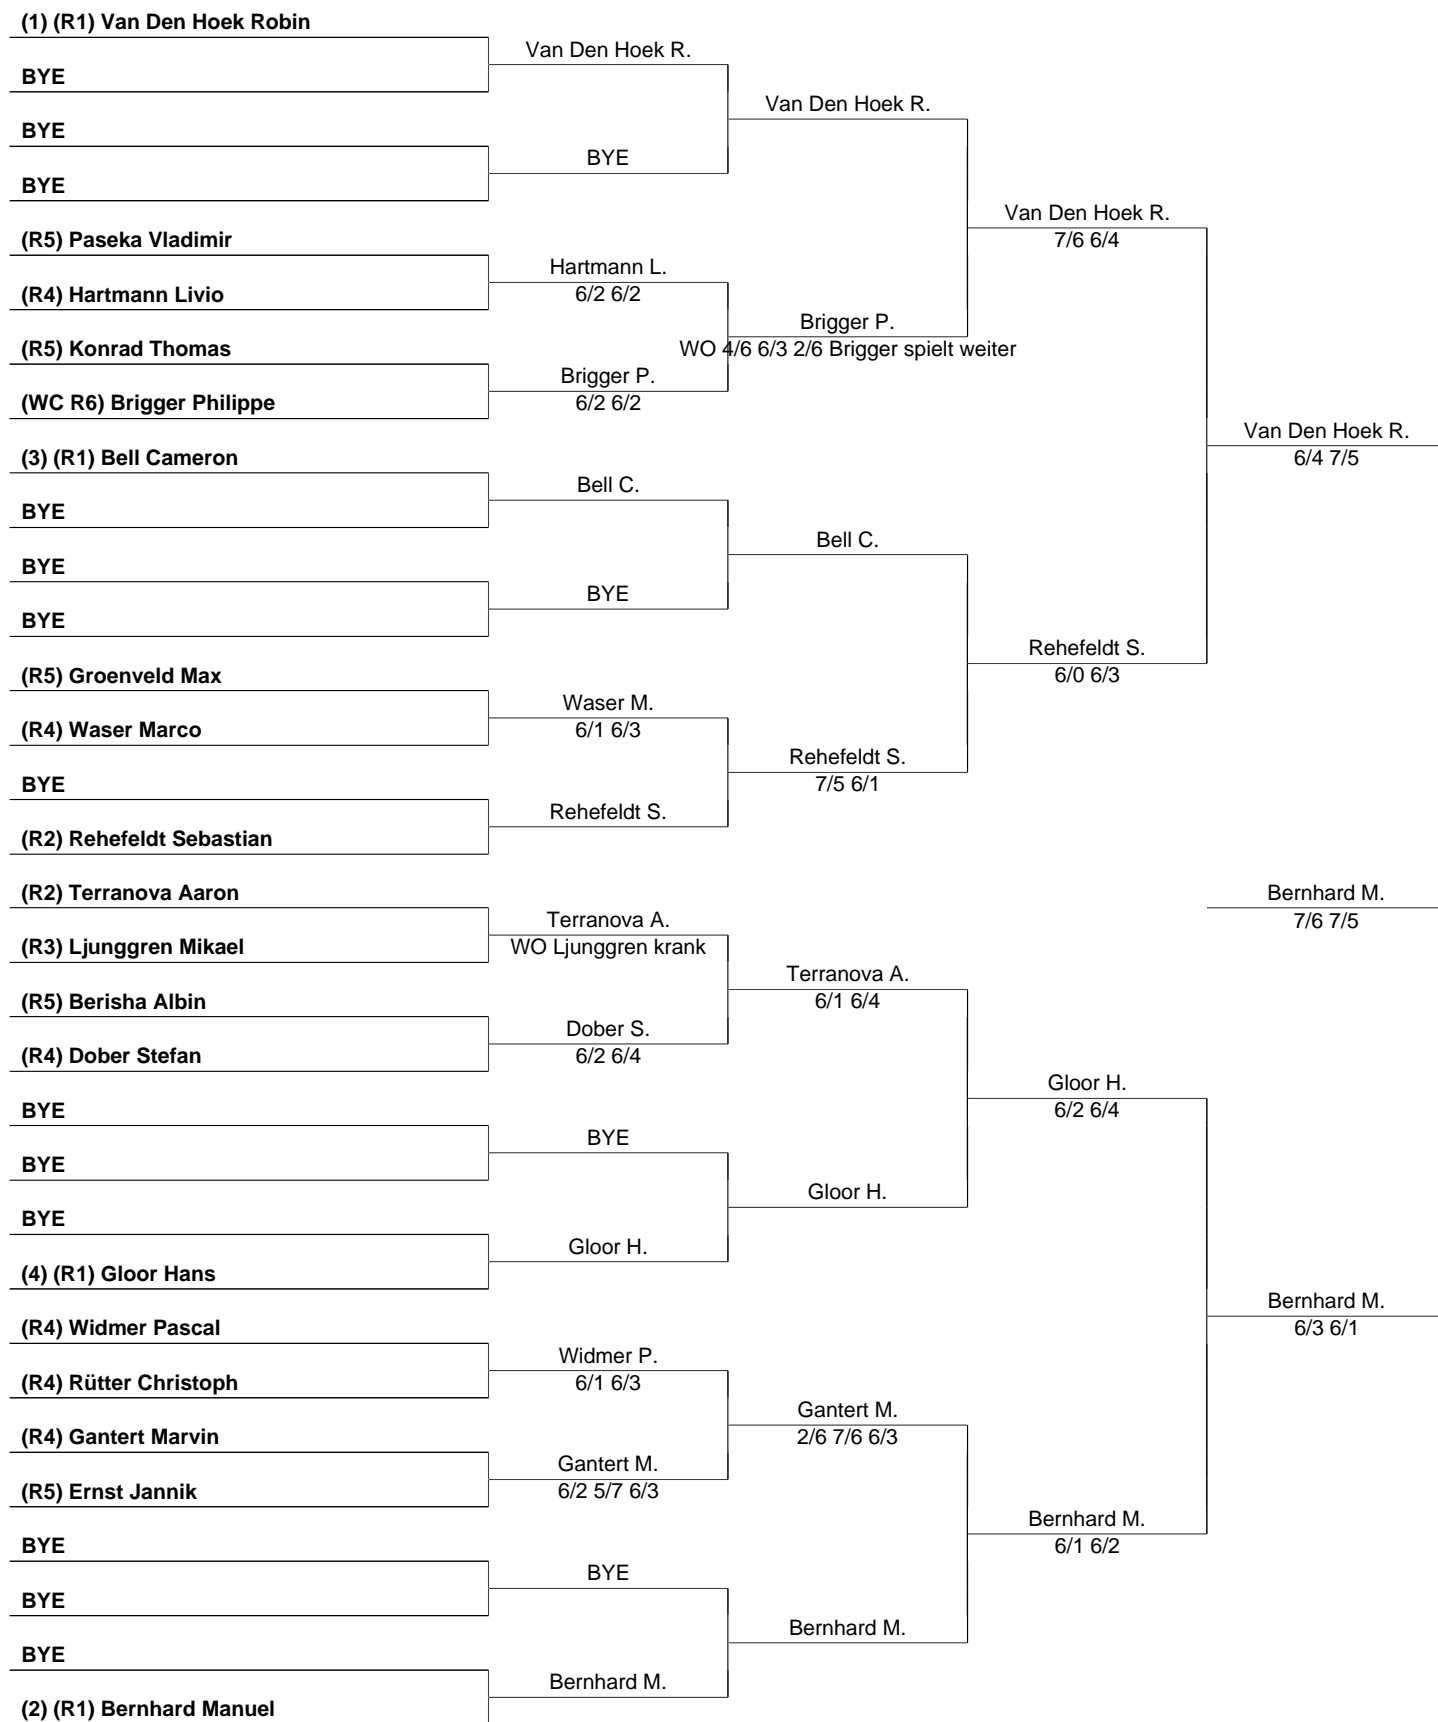 (1) (R1) Van Den Hoek Robin
Van Den Hoek R.
BYE
Van Den Hoek R.
BYE
BYE
BYE
Van Den Hoek R.
(R5) Paseka Vladimir
7/6 6/4
Hartmann L.
(R4) Hartmann Livio
6/2 6/2
Brigger P.
(R5) Konrad Thomas
WO 4/6 6/3 2/6 Brigger spielt weiter
Brigger P.
(WC R6) Brigger Philippe
6/2 6/2
Van Den Hoek R.
(3) (R1) Bell Cameron
6/4 7/5
Bell C.
BYE
Bell C.
BYE
BYE
BYE
Rehefeldt S.
(R5) Groenveld Max
6/0 6/3
Waser M.
(R4) Waser Marco
6/1 6/3
Rehefeldt S.
BYE
7/5 6/1
Rehefeldt S.
(R2) Rehefeldt Sebastian
(R2) Terranova Aaron
Bernhard M.
Terranova A.
7/6 7/5
(R3) Ljunggren Mikael
WO Ljunggren krank
Terranova A.
(R5) Berisha Albin
6/1 6/4
Dober S.
(R4) Dober Stefan
6/2 6/4
Gloor H.
BYE
6/2 6/4
BYE
BYE
Gloor H.
BYE
Gloor H.
(4) (R1) Gloor Hans
Bernhard M.
(R4) Widmer Pascal
6/3 6/1
Widmer P.
(R4) Rütter Christoph
6/1 6/3
Gantert M.
(R4) Gantert Marvin
2/6 7/6 6/3
Gantert M.
(R5) Ernst Jannik
6/2 5/7 6/3
Bernhard M.
BYE
6/1 6/2
BYE
BYE
Bernhard M.
BYE
Bernhard M.
(2) (R1) Bernhard Manuel